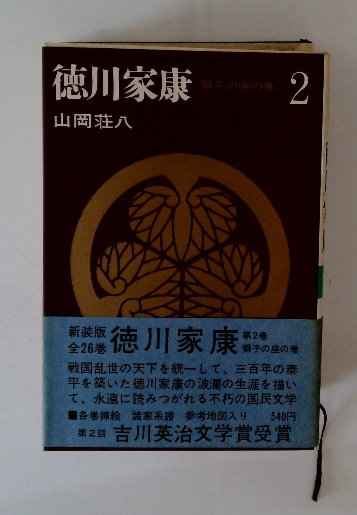 徳川家康 獅子の座の巻 2
山岡荘八
新装版
全26巻
徳川家康
第2巻
獅子の座の巻
戦国乱世の天下を統一して、三百年の泰
平を築いた徳川家康の波瀾の生涯を描い
て、永遠に読みつがれる不朽の国民文学
■各巻挿絵 諸家系譜 参考地図入り 540円
第2回 吉川英治文学賞受賞